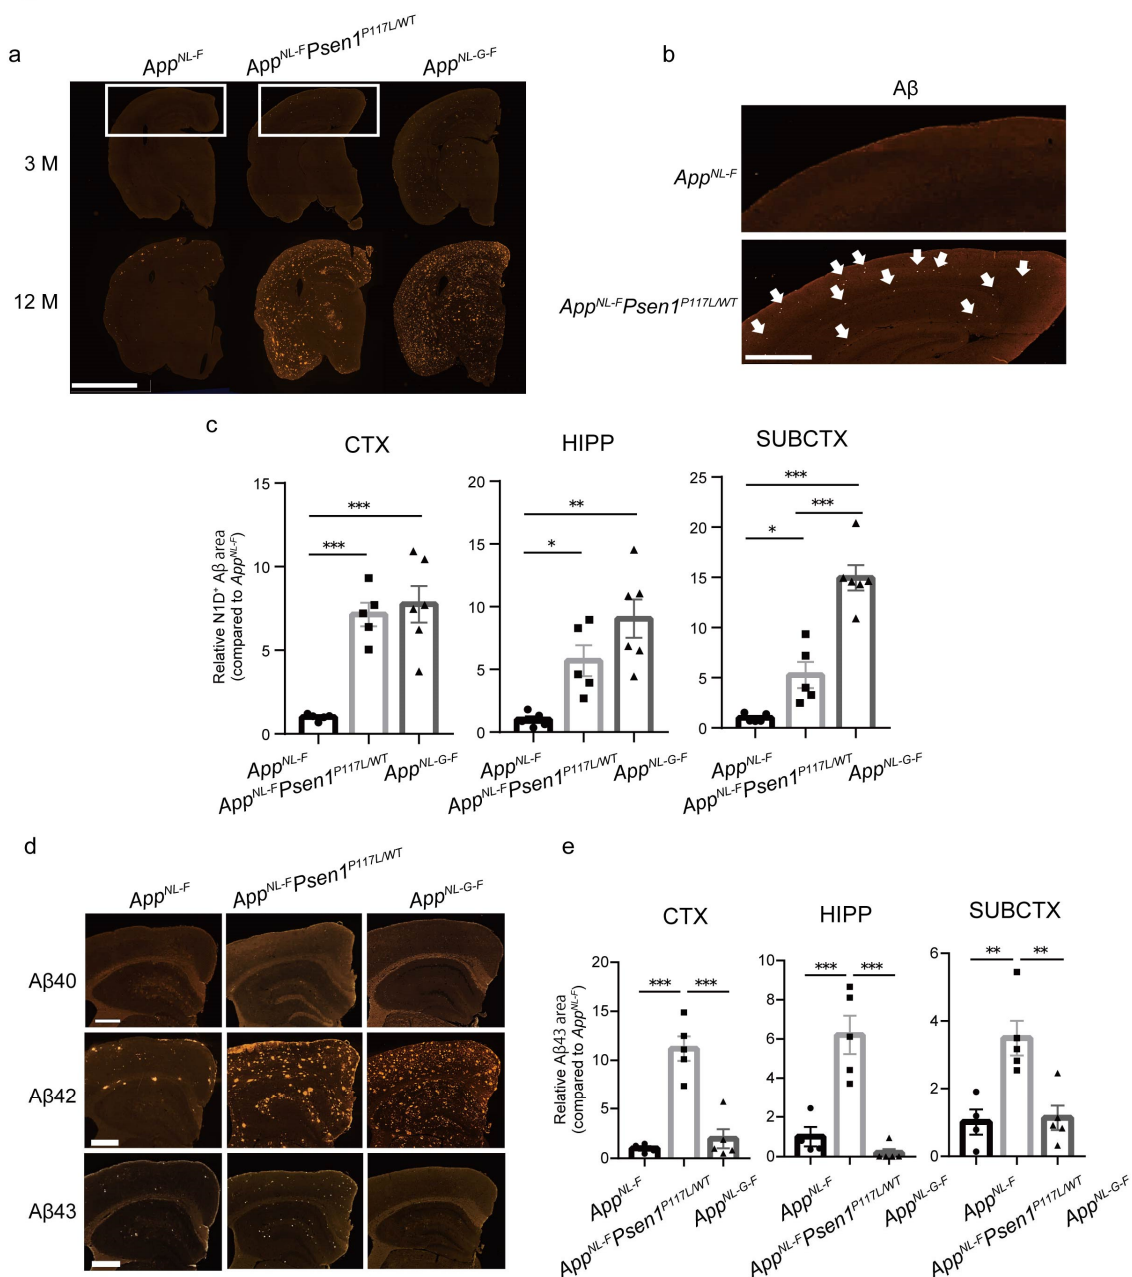 a
App^NL-F
App^NL-F Psen1^P117L/WT
App^NL-G-F
3 M
12 M
b
Aβ
App^NL-F
App^NL-F Psen1^P117L/WT
c
CTX
HIPP
SUBCTX
Relative N1D⁺ Aβ area
(compared to App^NL-F)
15
10
5
0
***
***
20
15
10
5
0
**
*
25
20
15
10
5
0
***
***
*
App^NL-F
App^NL-F Psen1^P117L/WT
App^NL-G-F
App^NL-F
App^NL-F Psen1^P117L/WT
App^NL-G-F
App^NL-F
App^NL-F Psen1^P117L/WT
App^NL-G-F
d
App^NL-F
App^NL-F Psen1^P117L/WT
App^NL-G-F
Aβ40
Aβ42
Aβ43
e
CTX
HIPP
SUBCTX
Relative Aβ43 area
(compared to App^NL-F)
20
15
10
5
0
*** ***
10
8
6
4
2
0
*** ***
6
4
2
0
** **
App^NL-F
App^NL-F Psen1^P117L/WT
App^NL-G-F
App^NL-F
App^NL-F Psen1^P117L/WT
App^NL-G-F
App^NL-F
App^NL-F Psen1^P117L/WT
App^NL-G-F